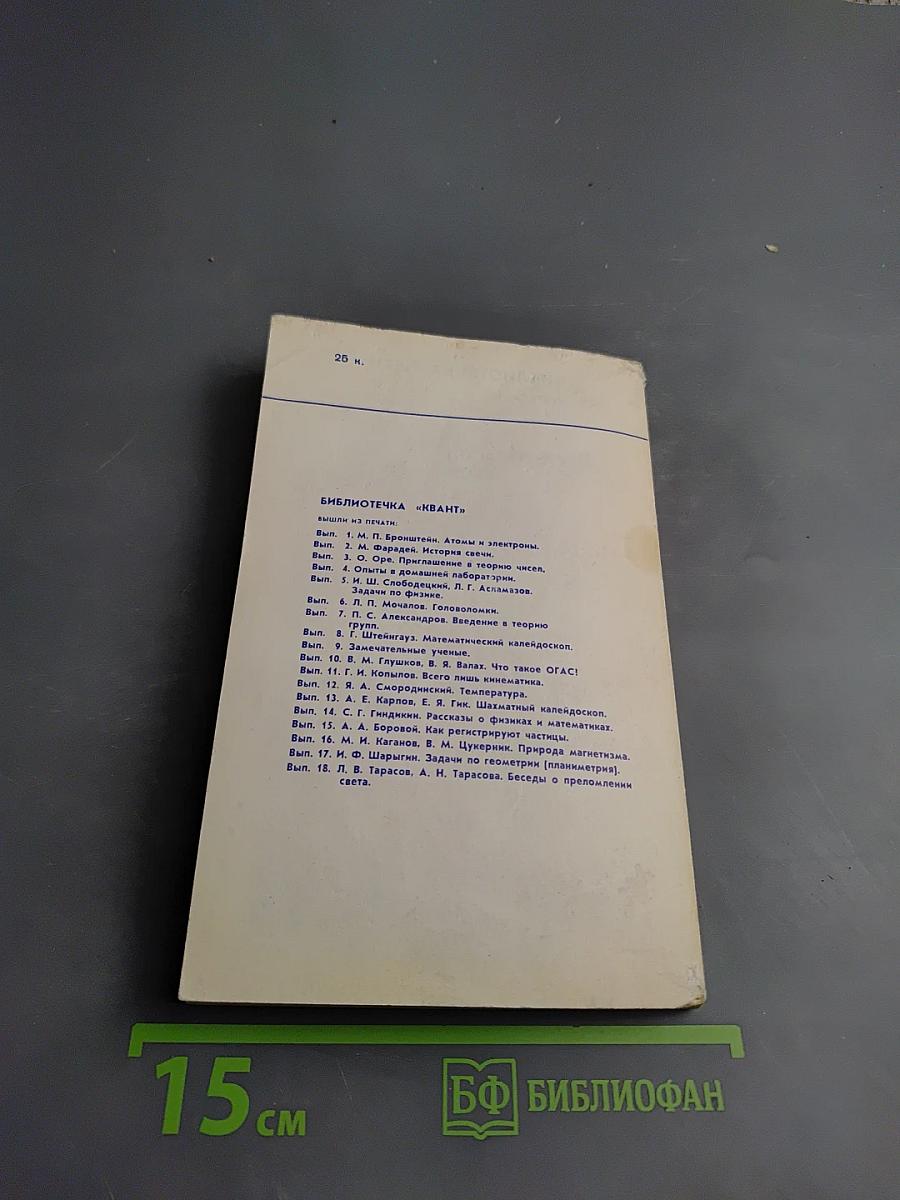 25 к.
БИБЛИОТЕЧКА «КВАНТ»
ВЫШЛИ ИЗ ПЕЧАТИ:
Вып. 1. М. П. Бронштейн. Атомы и электроны.
Вып. 2. М. Фарадей. История свечи.
Вып. 3. О. Оре. Приглашение в теорию чисел.
Вып. 4. Опыты в домашней лаборатории.
Вып. 5. И. Ш. Слободецкий, Л. Г. Асламазов.
Задачи по физике.
Вып. 6. Л. П. Мочалов. Головоломки.
Вып. 7. П. С. Александров. Введение в теорию
групп.
Вып. 8. Г. Штейнгауз. Математический калейдоскоп.
Вып. 9. Замечательные ученые.
Вып. 10. В. М. Глушков, В. Я. Валах. Что такое ОГАС!
Вып. 11. Г. И. Копылов. Всего лишь кинематика.
Вып. 12. Я. А. Смородинский. Температура.
Вып. 13. А. Е. Карпов, Е. Я. Гик. Шахматный калейдоскоп.
Вып. 14. С. Г. Гиндикин. Рассказы о физиках и математиках.
Вып. 15. А. А. Боровой. Как регистрируют частицы.
Вып. 16. М. И. Каганов, В. М. Цукерник. Природа магнетизма.
Вып. 17. И. Ф. Шарыгин. Задачи по геометрии [планиметрия].
Вып. 18. Л. В. Тарасов, А. Н. Тарасова. Беседы о преломлении
света.
15 см
БФ БИБЛИОФАН